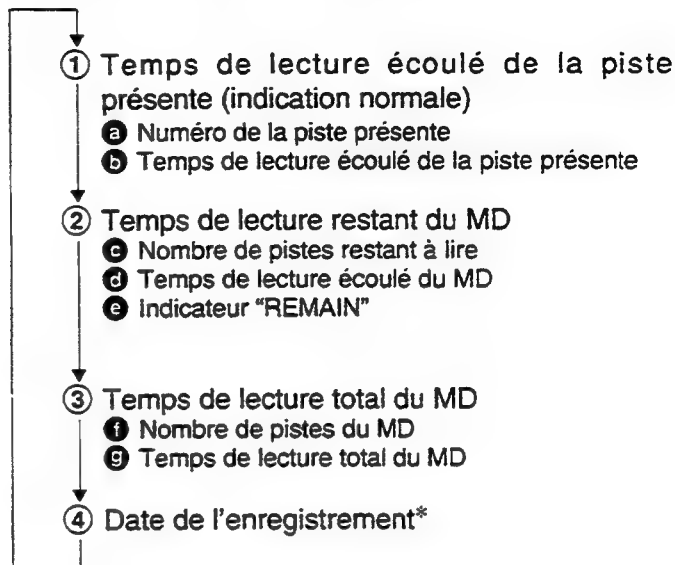 ① Temps de lecture écoulé de la piste
présente (indication normale)
a Numéro de la piste présente
b Temps de lecture écoulé de la piste présente
② Temps de lecture restant du MD
c Nombre de pistes restant à lire
d Temps de lecture écoulé du MD
e Indicateur “REMAIN”
③ Temps de lecture total du MD
f Nombre de pistes du MD
g Temps de lecture total du MD
④ Date de l’enregistrement*